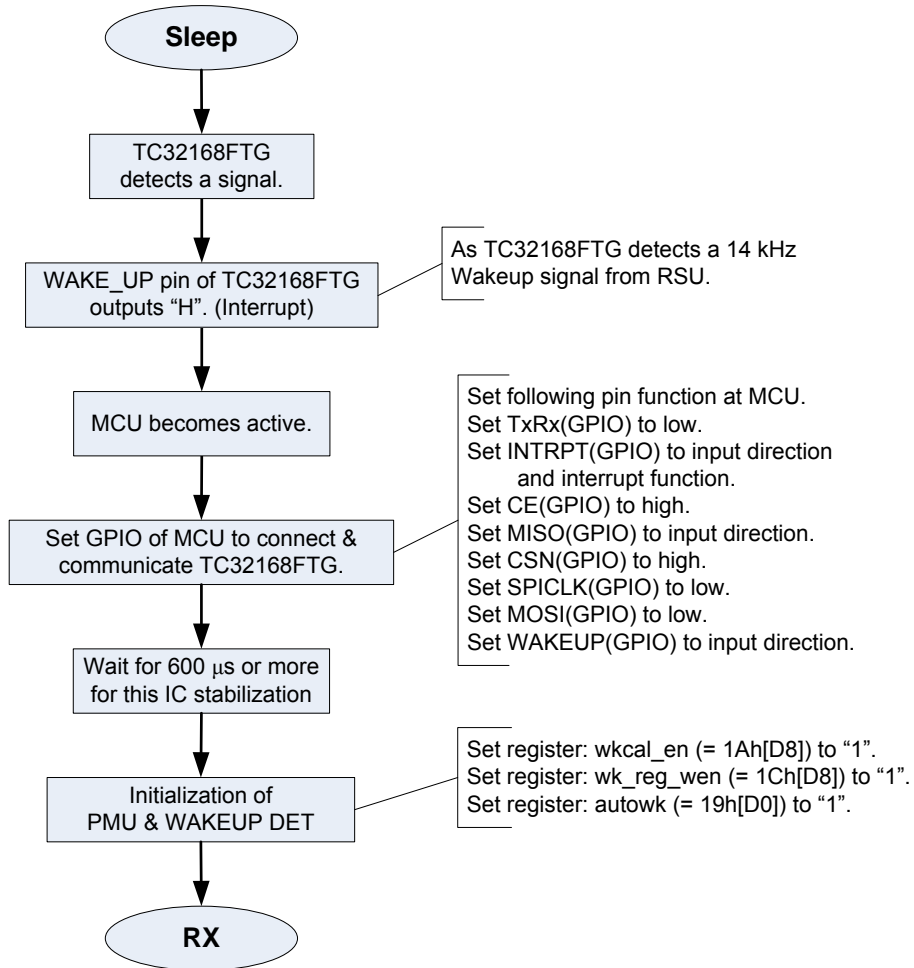 Sleep
TC32168FTG
detects a signal.
WAKE_UP pin of TC32168FTG
outputs “H”. (Interrupt)
As TC32168FTG detects a 14 kHz
Wakeup signal from RSU.
MCU becomes active.
Set GPIO of MCU to connect &
communicate TC32168FTG.
Set following pin function at MCU.
Set TxRx(GPIO) to low.
Set INTRPT(GPIO) to input direction
and interrupt function.
Set CE(GPIO) to high.
Set MISO(GPIO) to input direction.
Set CSN(GPIO) to high.
Set SPICLK(GPIO) to low.
Set MOSI(GPIO) to low.
Set WAKEUP(GPIO) to input direction.
Wait for 600 μs or more
for this IC stabilization
Initialization of
PMU & WAKEUP DET
Set register: wkcal_en (= 1Ah[D8]) to “1”.
Set register: wk_reg_wen (= 1Ch[D8]) to “1”.
Set register: autowk (= 19h[D0]) to “1”.
RX